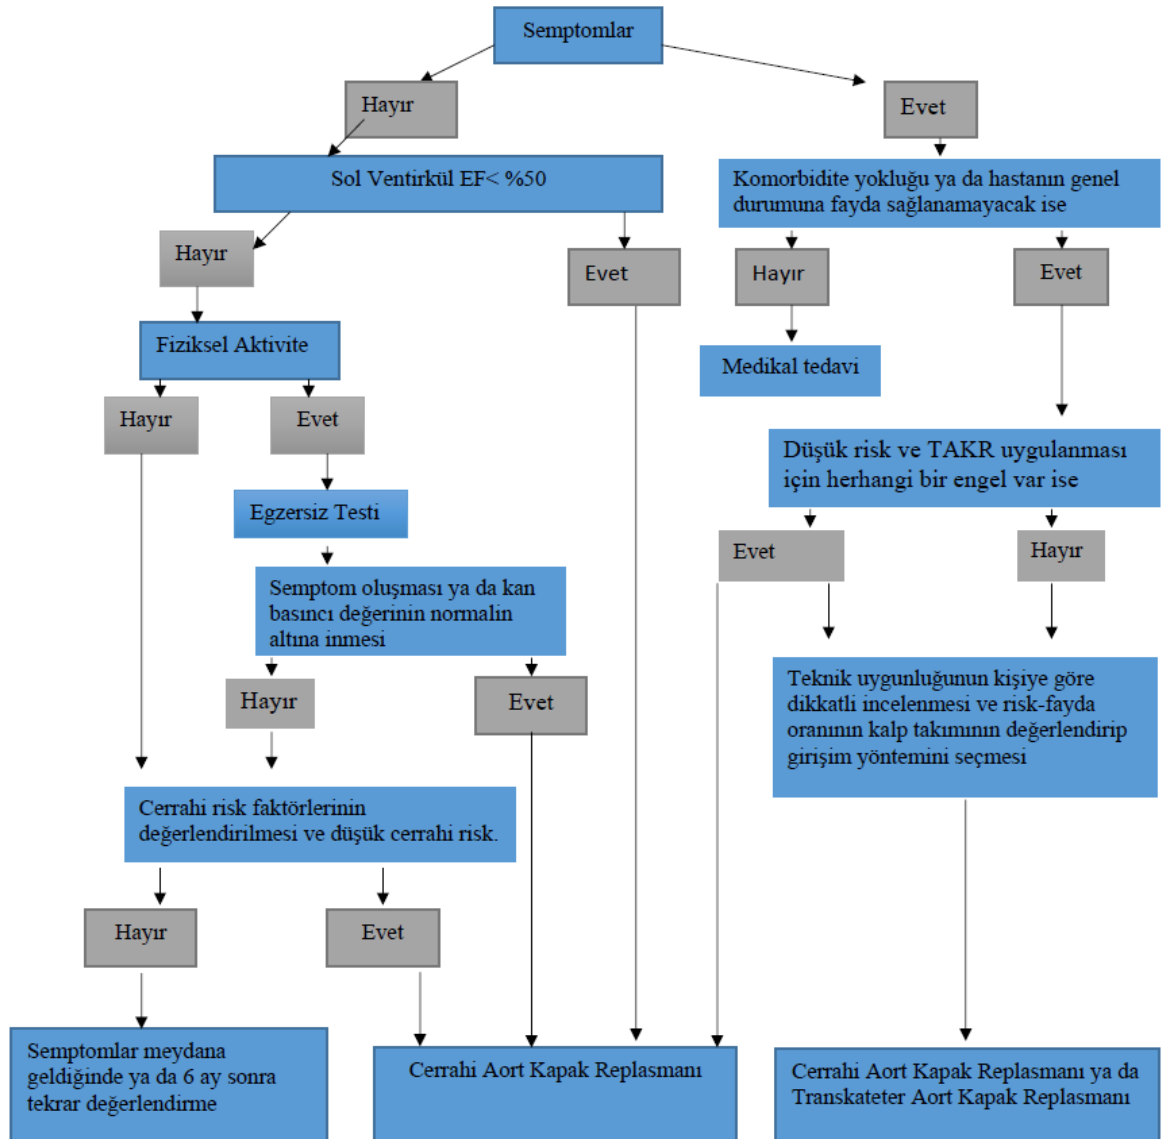 Semptomlar
Hayır
Evet
Sol Ventirkül EF< %50
Komorbidite yokluğu ya da hastanın genel
durumuna fayda sağlanamayacak ise
Hayır
Evet
Hayır
Evet
Fiziksel Aktivite
Medikal tedavi
Hayır
Evet
Düşük risk ve TAKR uygulanması
için herhangi bir engel var ise
Egzersiz Testi
Evet
Hayır
Semptom oluşması ya da kan
basıncı değerinin normalin
altına inmesi
Hayır
Evet
Teknik uygunluğunun kişiye göre
dikkatli incelenmesi ve risk-fayda
oranının kalp takımının değerlendirip
girişim yöntemini seçmesi
Cerrahi risk faktörlerinin
değerlendirilmesi ve düşük cerrahi risk.
Hayır
Evet
Semptomlar meydana
geldiğinde ya da 6 ay sonra
tekrar değerlendirme
Cerrahi Aort Kapak Replasmanı
Cerrahi Aort Kapak Replasmanı ya da
Transkateter Aort Kapak Replasmanı